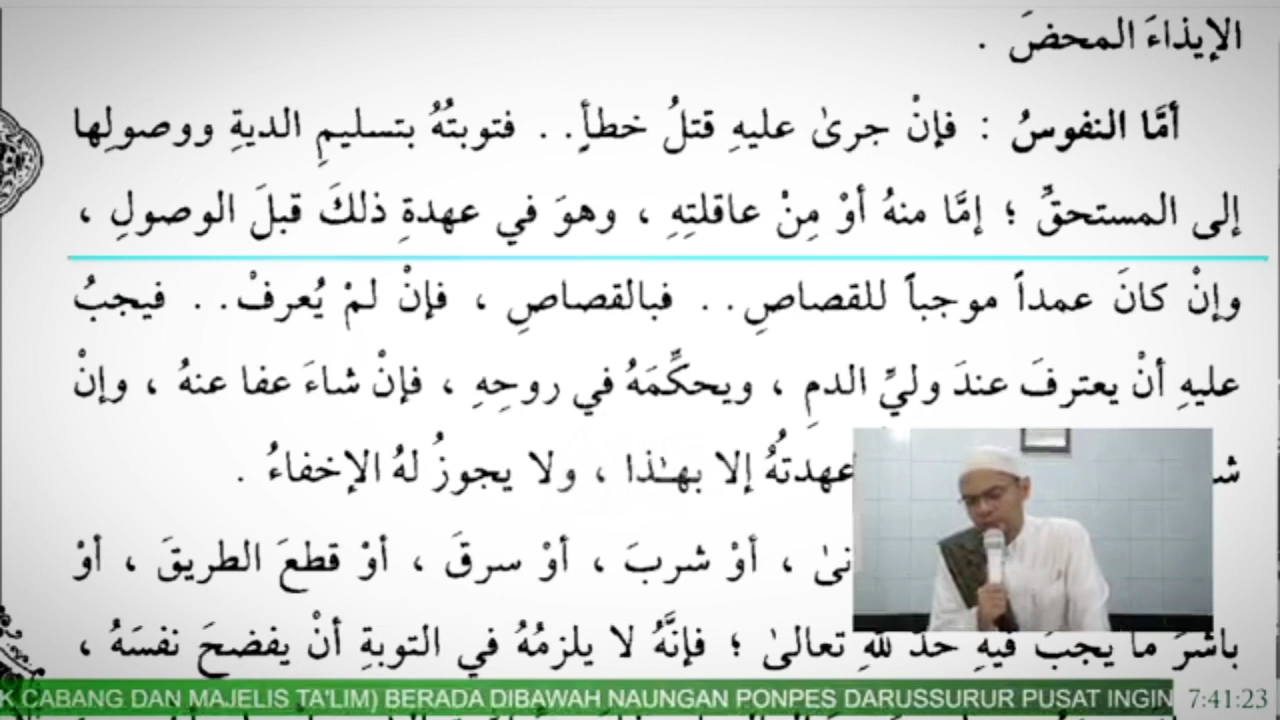 الإيذاءَ المحضَ .
أمَّا النفوسُ : فإنْ جرىٰ عليهِ قتلُ خطأٍ . . فتوبتُهُ بتسليمِ الديةِ ووصولِها
إلى المستحقِّ ؛ إمَّا منهُ أوْ مِنْ عاقلتِهِ ، وهوَ في عهدةِ ذلكَ قبلَ الوصولِ ،
وإنْ كانَ عمداً موجباً للقصاصِ . . فبالقصاصِ ، فإنْ لمْ يُعرفْ . . فيجبُ
عليهِ أنْ يعترفَ عندَ وليِّ الدمِ ، ويحكِّمَهُ في روحِهِ ، فإنْ شاءَ عفا عنهُ ، وإنْ
عهدتُهُ إلا بهـٰذا ، ولا يجوزُ لهُ الإخفاءُ .
، أوْ شربَ ، أوْ سرقَ ، أوْ قطعَ الطريقَ ، أوْ
باشرَ ما يجبُ فيهِ حدٌّ للهِ تعالىٰ ؛ فإنَّهُ لا يلزمُهُ في التوبةِ أنْ يفضحَ نفسَهُ ،
K CABANG DAN MAJELIS TA'LIM) BERADA DIBAWAH NAUNGAN PONPES DARUSSURUR PUSAT INGIN
7:41:23